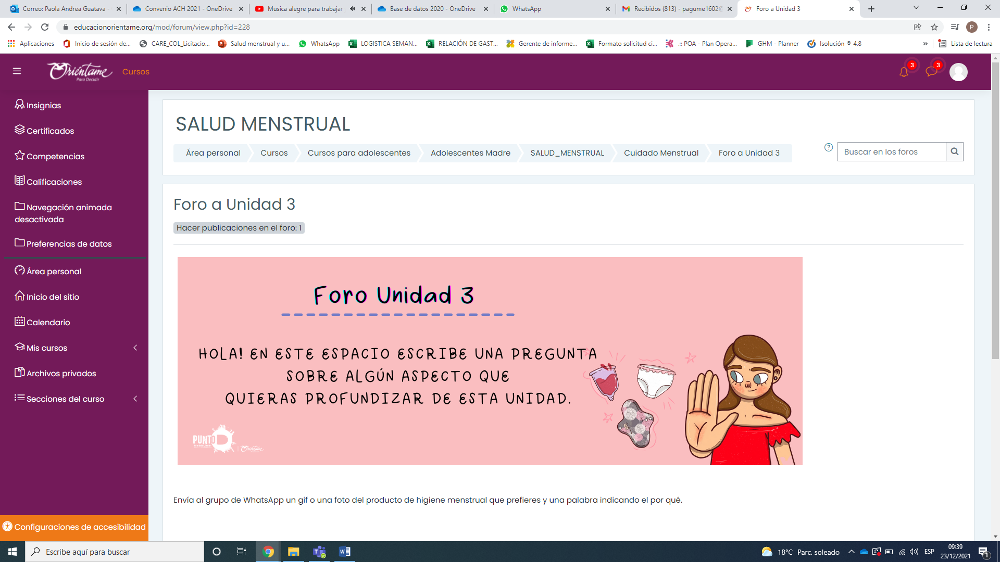 Correo: Paola Andrea Guatava -
Convenio ACH 2021 - OneDrive
Musica alegre para trabajar
Base de datos 2020 - OneDrive
WhatsApp
Recibidos (813) - pagume1602@
Foro a Unidad 3
educacionorientame.org/mod/forum/view.php?id=228
P
Aplicaciones
Inicio de sesión de...
CARE_COL_Licitacio...
Salud menstrual y u...
WhatsApp
LOGISTICA SEMAN...
RELACIÓN DE GAST...
Gerente de informe...
Formato solicitud ci...
.:: POA - Plan Opera...
GHM - Planner
Isolución ® 4.8
»
Lista de lectura
Oriéntame
Para Decidir
Cursos
3
3
Insignias
Certificados
Competencias
Calificaciones
Navegación animada
desactivada
Preferencias de datos
Área personal
Inicio del sitio
Calendario
Mis cursos
Archivos privados
Secciones del curso
Configuraciones de accesibilidad
SALUD MENSTRUAL
Área personal
Cursos
Cursos para adolescentes
Adolescentes Madre
SALUD_MENSTRUAL
Cuidado Menstrual
Foro a Unidad 3
Buscar en los foros
Foro a Unidad 3
Hacer publicaciones en el foro: 1
Foro Unidad 3
HOLA! EN ESTE ESPACIO ESCRIBE UNA PREGUNTA
SOBRE ALGÚN ASPECTO QUE
QUIERAS PROFUNDIZAR DE ESTA UNIDAD.
PUNTO D
Oriéntame
Envía al grupo de WhatsApp un gif o una foto del producto de higiene menstrual que prefieres y una palabra indicando el por qué.
Escribe aquí para buscar
18°C Parc. soleado
ESP
09:39
23/12/2021
1